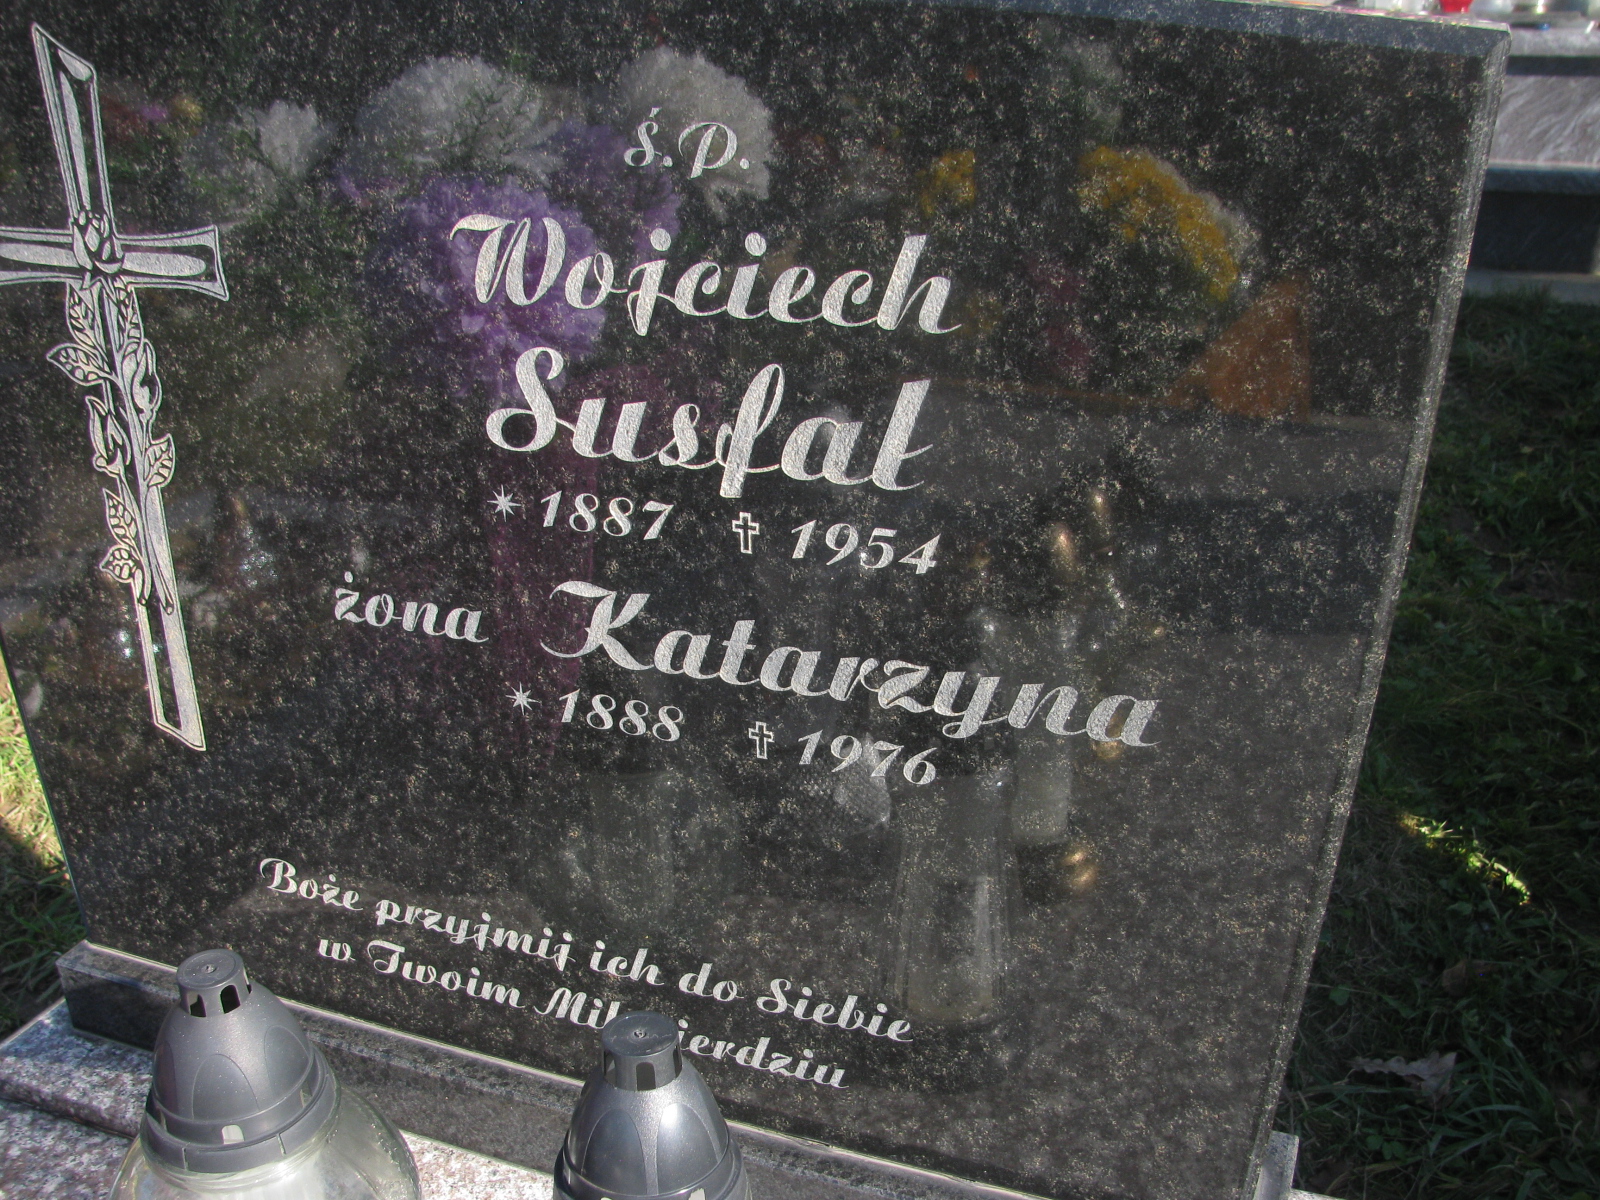 ś.P.
Wojciech
Susfał
* 1887 ✝ 1954
żona Katarzyna
* 1888 ✝ 1976
Boże przyjmij ich do Siebie
w Twoim